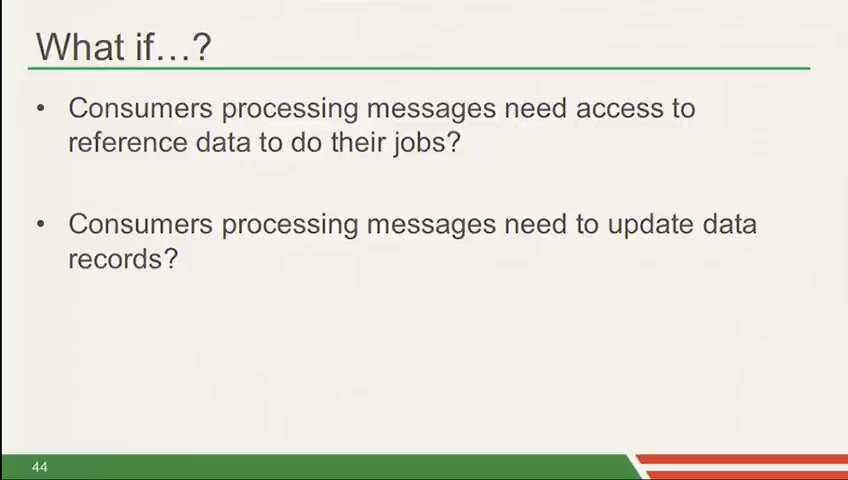 What if…?
• Consumers processing messages need access to
reference data to do their jobs?
• Consumers processing messages need to update data
records?
44